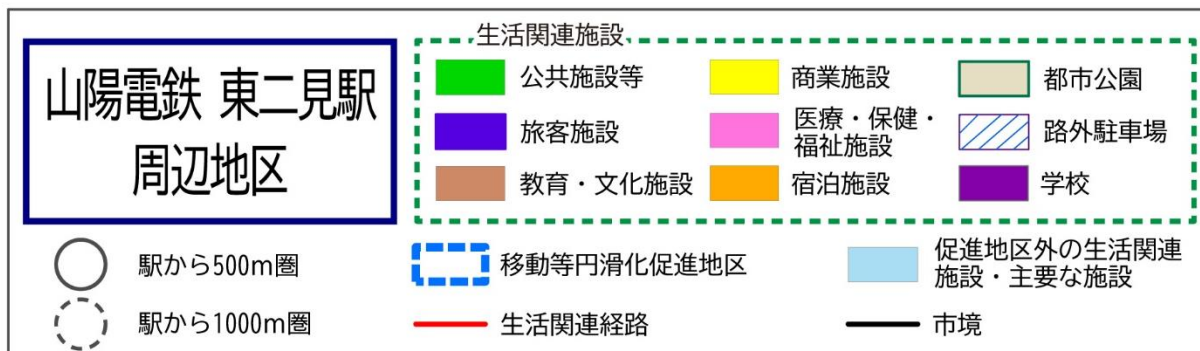 山陽電鉄 東二見駅
周辺地区
生活関連施設
公共施設等
商業施設
都市公園
旅客施設
医療・保健・
福祉施設
路外駐車場
教育・文化施設
宿泊施設
学校
駅から500m圏
移動等円滑化促進地区
促進地区外の生活関連
施設・主要な施設
駅から1000m圏
生活関連経路
市境